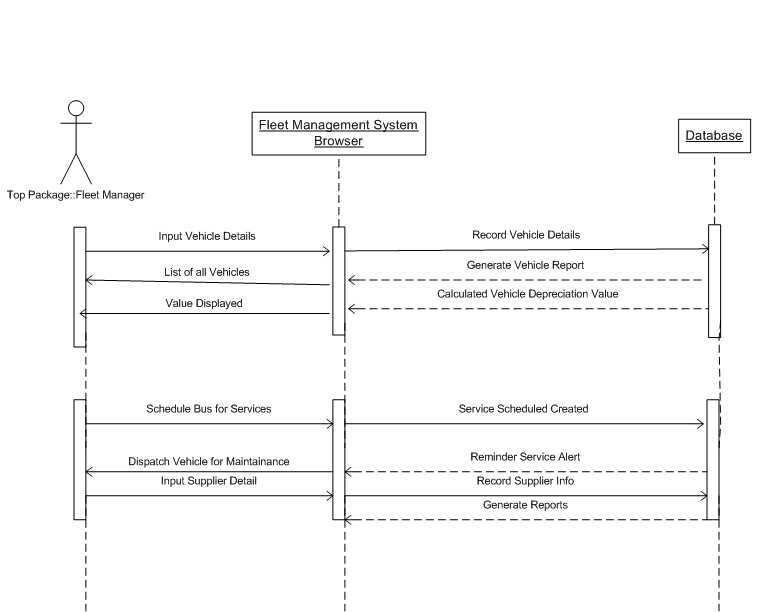 Fleet Management System
Browser
Database
Top Package::Fleet Manager
Input Vehicle Details
Record Vehicle Details
List of all Vehicles
Generate Vehicle Report
Value Displayed
Calculated Vehicle Depreciation Value
Schedule Bus for Services
Service Scheduled Created
Dispatch Vehicle for Maintainance
Reminder Service Alert
Input Supplier Detail
Record Supplier Info
Generate Reports